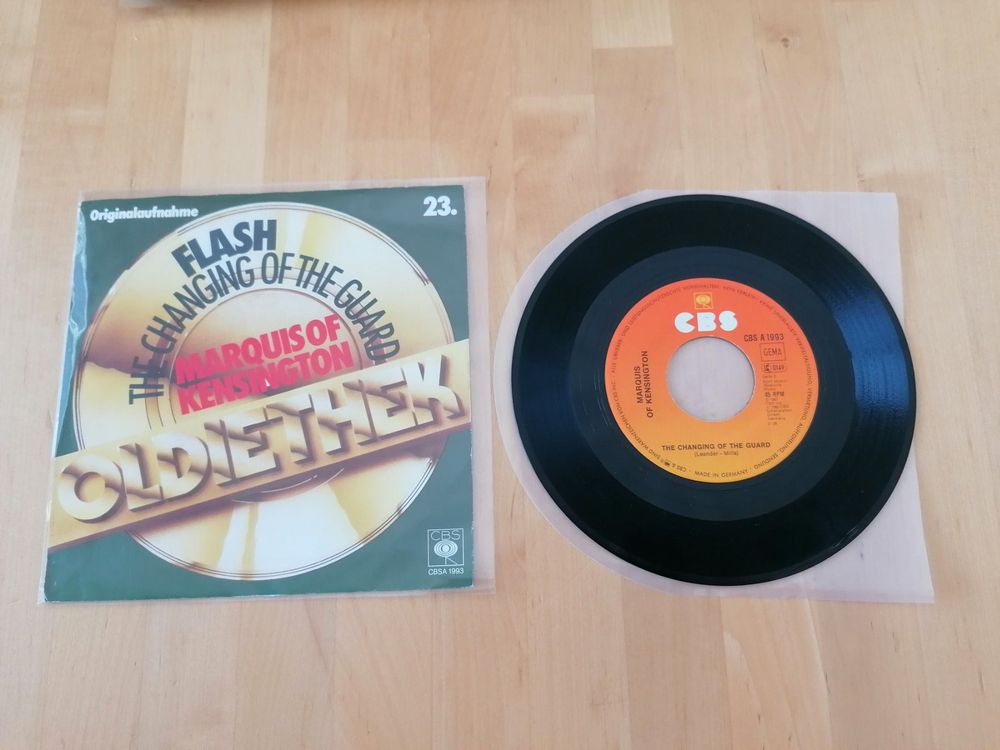 Originalaufnahme
23.
FLASH
THE CHANGING OF THE GUARD
MARQUIS OF
KENSINGTON
OLDIETHEK
CBS
CBSA 1993
CBS
CBS A 1993
GEMA
45 RPM
MARQUIS
OF KENSINGTON
THE CHANGING OF THE GUARD
(Leander - Mills)
MADE IN GERMANY